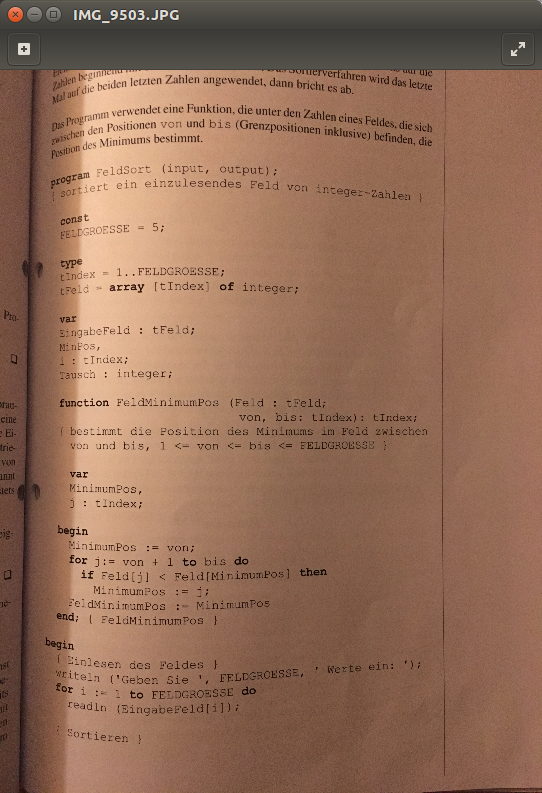 IMG_9503.JPG
Zahlen beginnend
Sortierverfahren wird das letzte
Mal auf die beiden letzten Zahlen angewendet, dann bricht es ab.
Das Programm verwendet eine Funktion, die unter den Zahlen eines Feldes, die sich
zwischen den Positionen von und bis (Grenzpositionen inklusive) befinden, die
Position des Minimums bestimmt.
program FeldSort (input, output);
{ sortiert ein einzulesendes Feld von integer-Zahlen }
const
FELDGROESSE = 5;
type
tIndex = 1..FELDGROESSE;
tFeld = array [tIndex] of integer;
var
EingabeFeld : tFeld;
MinPos,
i : tIndex;
Tausch : integer;
function FeldMinimumPos (Feld : tFeld;
von, bis: tIndex): tIndex;
{ bestimmt die Position des Minimums im Feld zwischen
von und bis, 1 <= von <= bis <= FELDGROESSE }
var
MinimumPos,
j : tIndex;
begin
MinimumPos := von;
for j:= von + 1 to bis do
if Feld[j] < Feld[MinimumPos] then
MinimumPos := j;
FeldMinimumPos := MinimumPos
end; { FeldMinimumPos }
begin
{ Einlesen des Feldes }
writeln ('Geben Sie ', FELDGROESSE, ' Werte ein: ');
for i := 1 to FELDGROESSE do
readln (EingabeFeld[i]);
{ Sortieren }